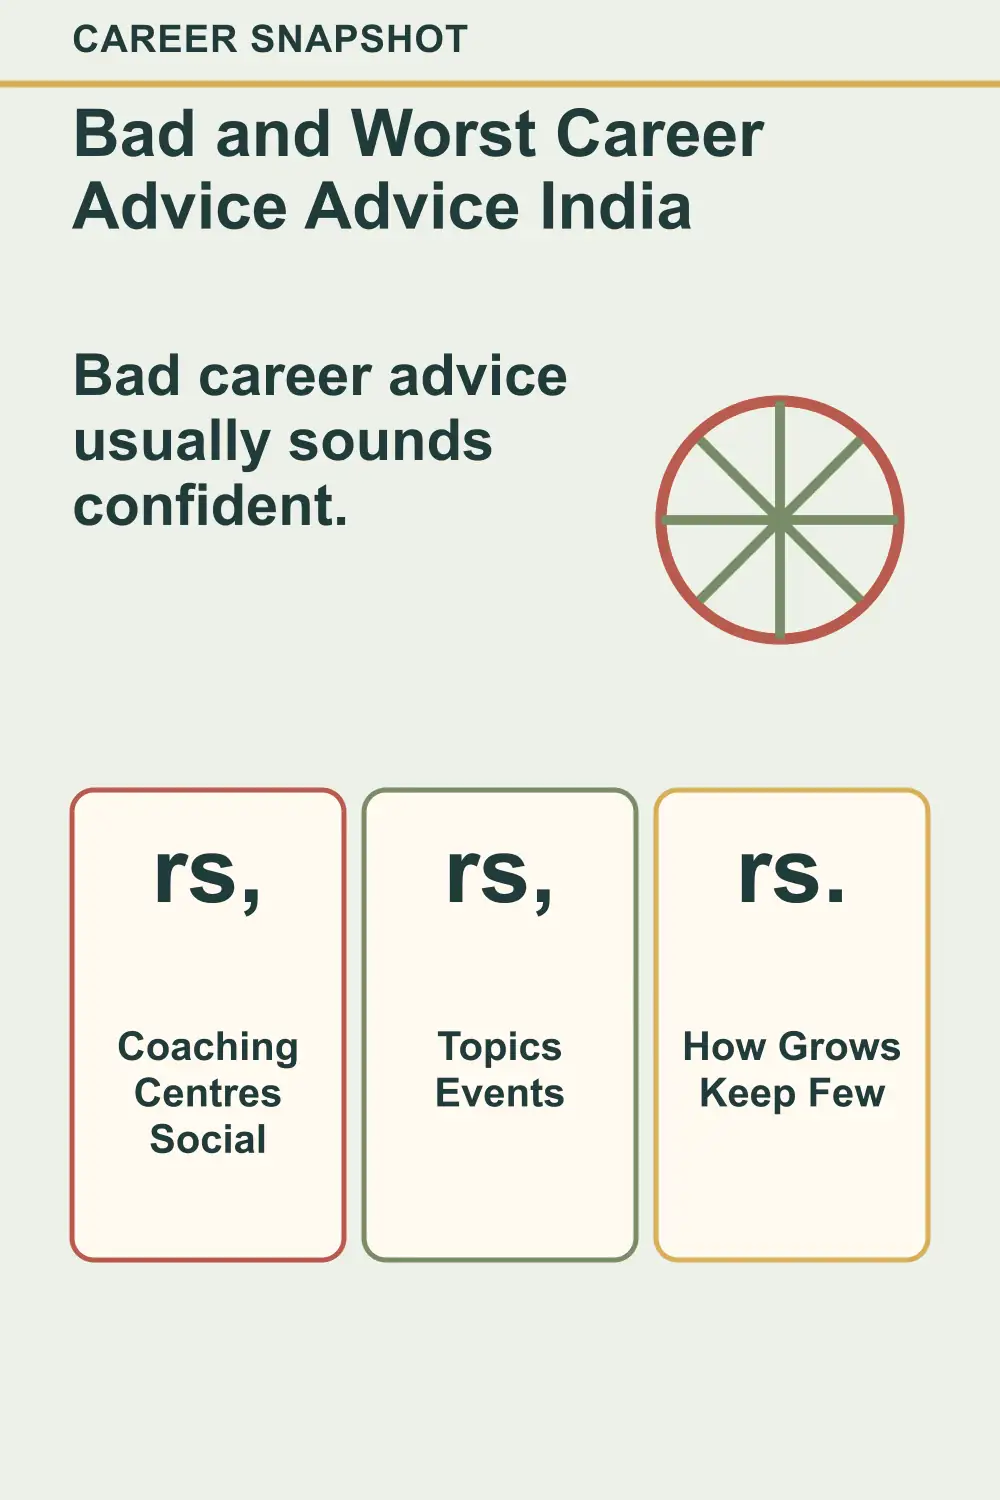 CAREER SNAPSHOT
Bad and Worst Career
Advice Advice India
Bad career advice
usually sounds
confident.
rs,
Coaching
Centres
Social
rs,
Topics
Events
rs.
How Grows
Keep Few